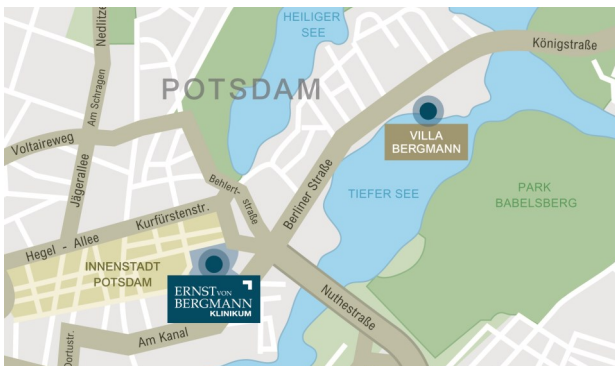 HEILIGER
SEE
Nedlitze
Königstraße
POTSDAM
Am Schragen
Voltaireweg
VILLA
BERGMANN
Jägerallee
Behlert-
straße
Berliner Straße
TIEFER SEE
PARK
BABELSBERG
Kurfürstenstr.
Hegel - Allee
INNENSTADT
POTSDAM
ERNST VON
BERGMANN
KLINIKUM
Nuthestraße
Am Kanal
Dortustr.